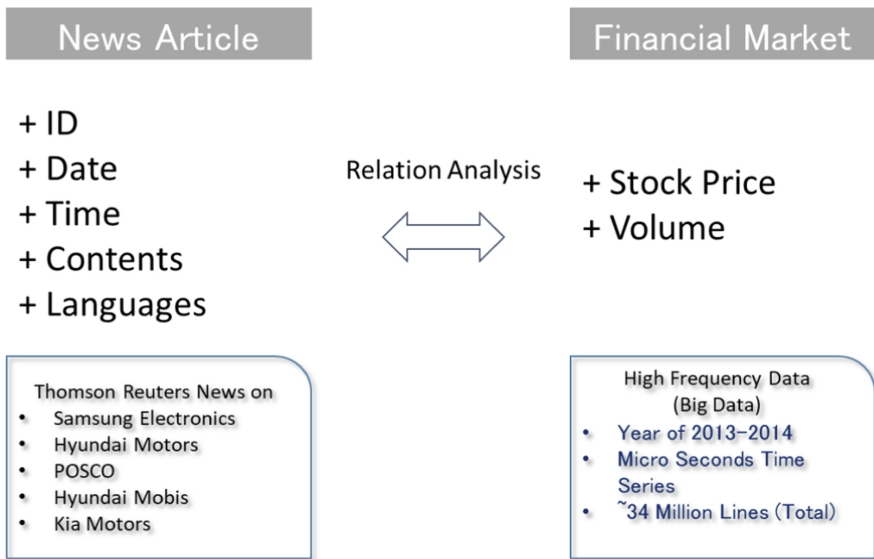 News Article
+ ID
+ Date
+ Time
+ Contents
+ Languages
Thomson Reuters News on
• Samsung Electronics
• Hyundai Motors
• POSCO
• Hyundai Mobis
• Kia Motors
Relation Analysis
Financial Market
+ Stock Price
+ Volume
High Frequency Data
(Big Data)
• Year of 2013-2014
• Micro Seconds Time
Series
• ~34 Million Lines (Total)